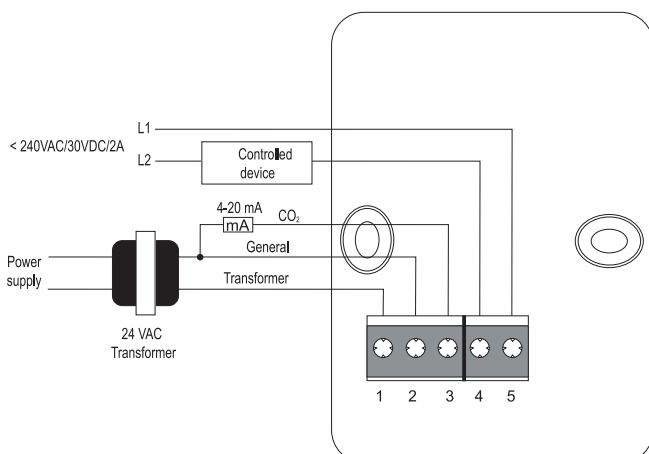 L1
< 240VAC/30VDC/2A
L2
Controlled
device
4-20 mA
CO₂
mA
General
Power
supply
Transformer
24 VAC
Transformer
1 2 3 4 5